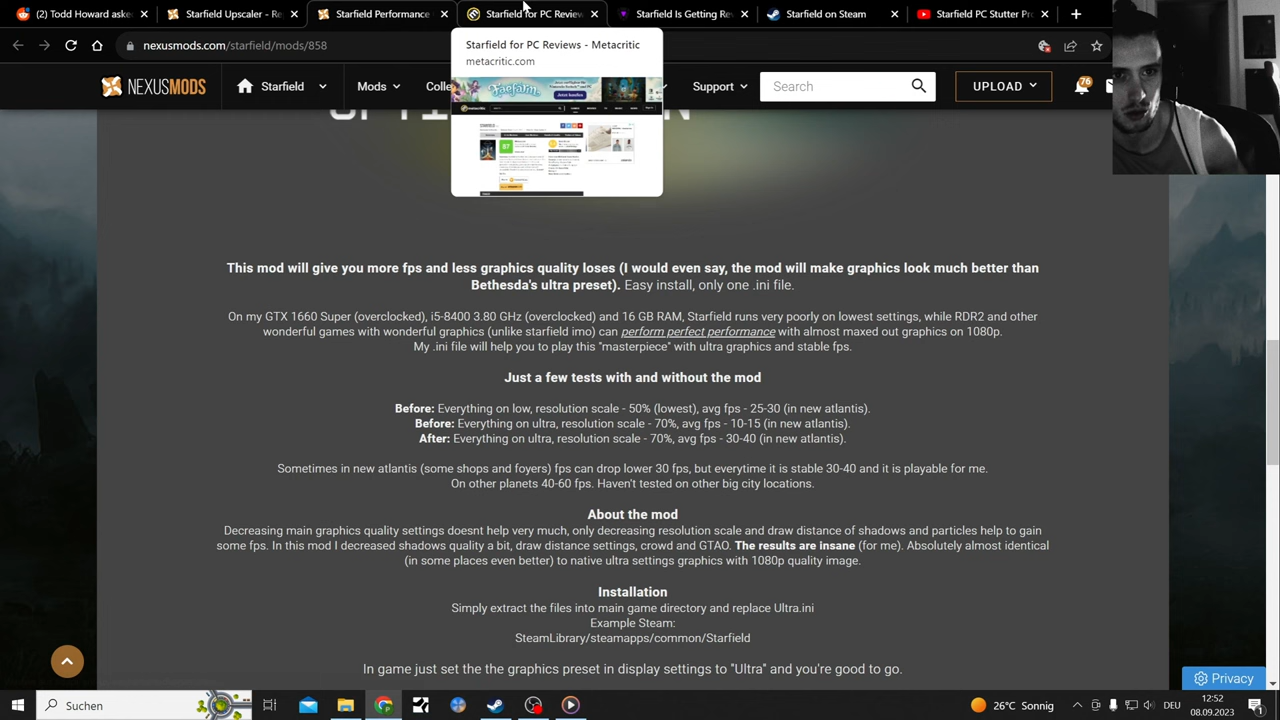 Todd Howard aske
Starfield Upscaler - Re
Starfield Performance
Starfield for PC Review
Starfield Is Getting Re
Starfield on Steam
Starfield PC Stutter Pro
nexusmods.com/starfield/mods/858
Starfield for PC Reviews - Metacritic
metacritic.com
NEXUSMODS
Mods
Colle
Supp
Search
87
This mod will give you more fps and less graphics quality loses (I would even say, the mod will make graphics look much better than
Bethesda's ultra preset). Easy install, only one .ini file.
On my GTX 1660 Super (overclocked), i5-8400 3.80 GHz (overclocked) and 16 GB RAM, Starfield runs very poorly on lowest settings, while RDR2 and other
wonderful games with wonderful graphics (unlike starfield imo) can perform perfect performance with almost maxed out graphics on 1080p.
My .ini file will help you to play this "masterpiece" with ultra graphics and stable fps.
Just a few tests with and without the mod
Before: Everything on low, resolution scale - 50% (lowest), avg fps - 25-30 (in new atlantis).
Before: Everything on ultra, resolution scale - 70%, avg fps - 10-15 (in new atlantis).
After: Everything on ultra, resolution scale - 70%, avg fps - 30-40 (in new atlantis).
Sometimes in new atlantis (some shops and foyers) fps can drop lower 30 fps, but everytime it is stable 30-40 and it is playable for me.
On other planets 40-60 fps. Haven't tested on other big city locations.
About the mod
Decreasing main graphics quality settings doesnt help very much, only decreasing resolution scale and draw distance of shadows and particles help to gain
some fps. In this mod I decreased shadows quality a bit, draw distance settings, crowd and GTAO. The results are insane (for me). Absolutely almost identical
(in some places even better) to native ultra settings graphics with 1080p quality image.
Installation
Simply extract the files into main game directory and replace Ultra.ini
Example Steam:
SteamLibrary/steamapps/common/Starfield
In game just set the the graphics preset in display settings to "Ultra" and you're good to go.
Privacy
Suchen
Sonnig
DEU
12:52
08.09.2023